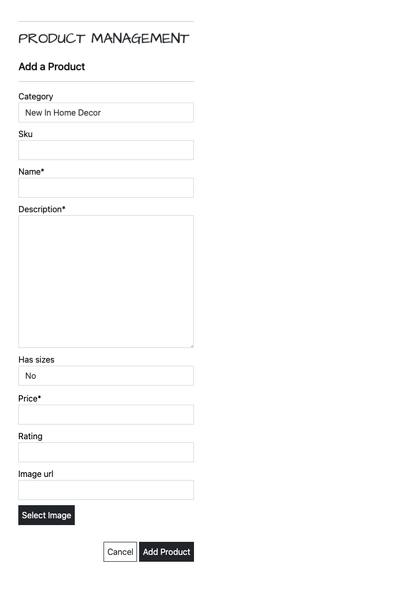 PRODUCT MANAGEMENT
Add a Product
Category
New In Home Decor
Sku
Name*
Description*
Has sizes
No
Price*
Rating
Image url
Select Image
Cancel Add Product